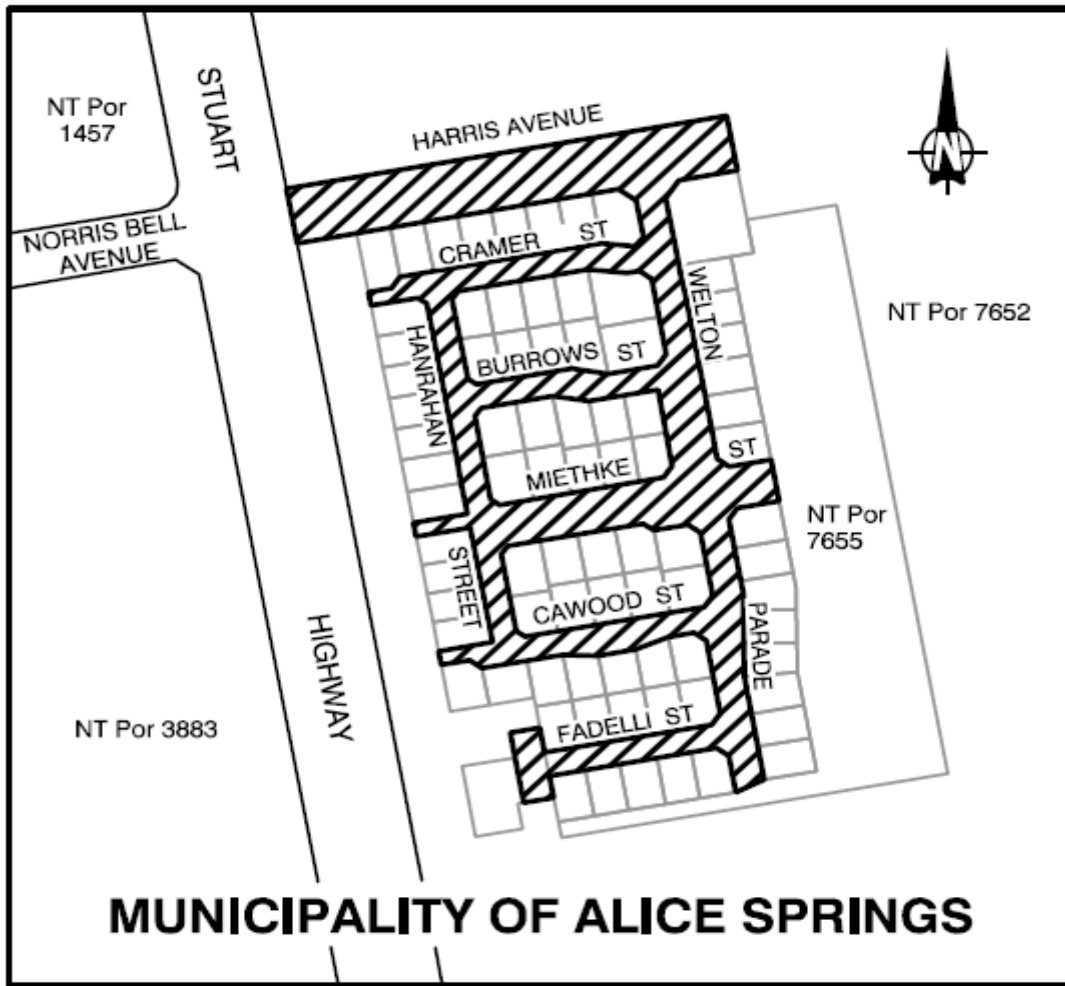 NT Por
1457
STUART
HARRIS AVENUE
N
NORRIS BELL
AVENUE
CRAMER ST
WELTON
NT Por 7652
HANRAHAN
BURROWS ST
MIETHKE ST
NT Por
7655
STREET
CAWOOD ST
PARADE
HIGHWAY
NT Por 3883
FADELLI ST
MUNICIPALITY OF ALICE SPRINGS